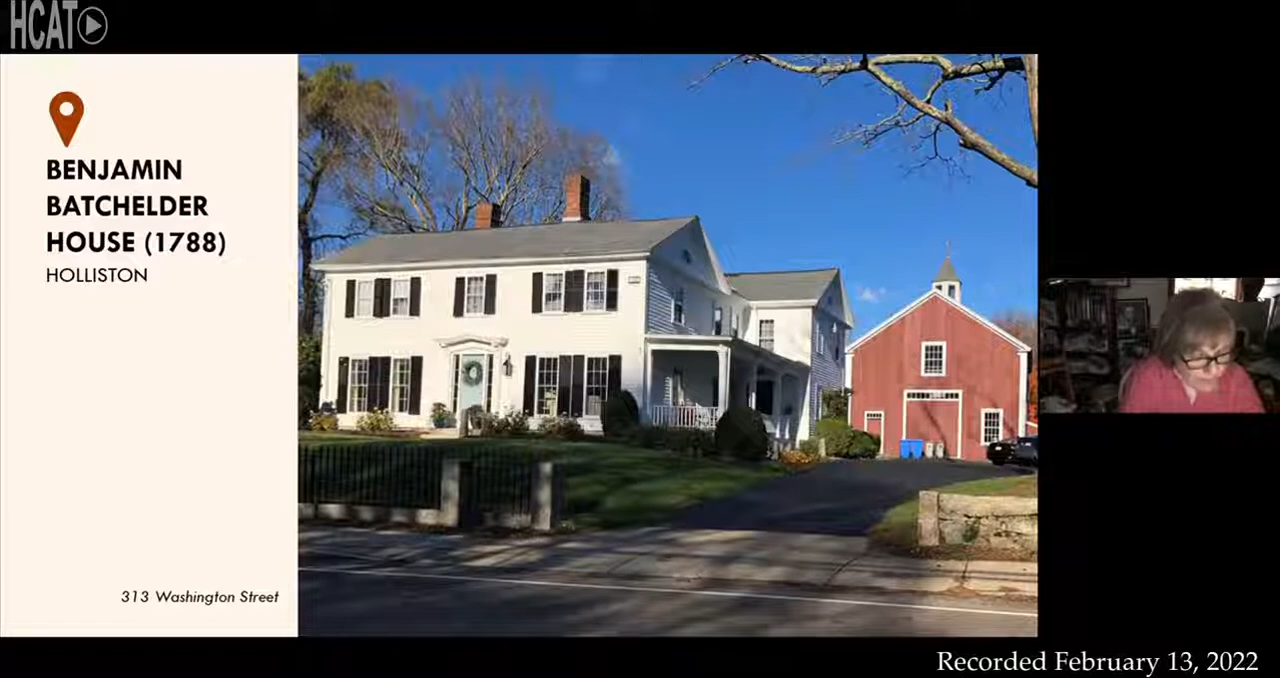 HCAT
BENJAMIN
BATCHELDER
HOUSE (1788)
HOLLISTON
313 Washington Street
Recorded February 13, 2022